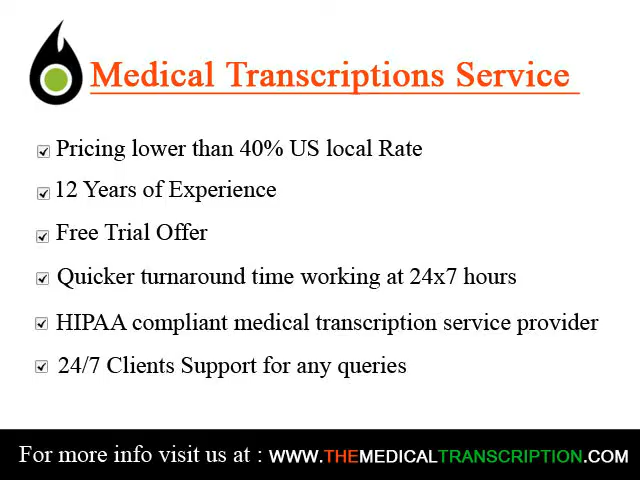 Medical Transcriptions Service
Pricing lower than 40% US local Rate
12 Years of Experience
Free Trial Offer
Quicker turnaround time working at 24x7 hours
HIPAA compliant medical transcription service provider
24/7 Clients Support for any queries
For more info visit us at : WWW.THEMEDICALTRANSCRIPTION.COM